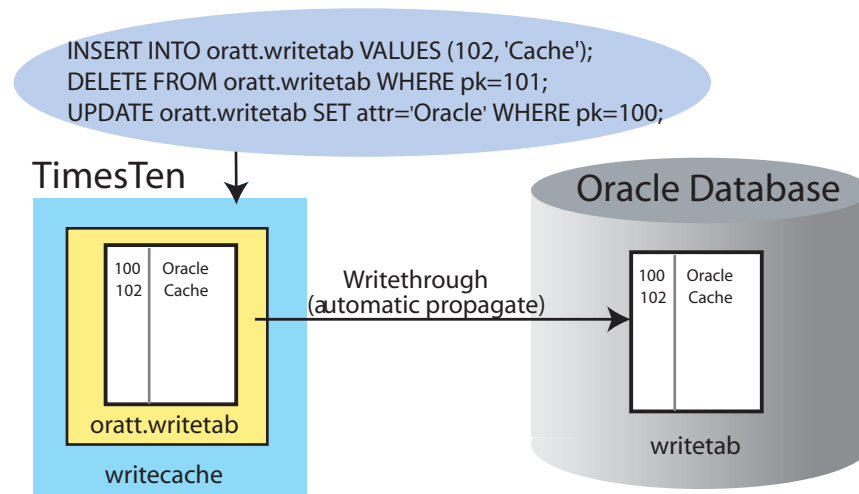 INSERT INTO oratt.writetab VALUES (102, 'Cache');
DELETE FROM oratt.writetab WHERE pk=101;
UPDATE oratt.writetab SET attr='Oracle' WHERE pk=100;
TimesTen
Oracle Database
100 Oracle
102 Cache
Writethrough
(automatic propagate)
100 Oracle
102 Cache
oratt.writetab
writetab
writecache